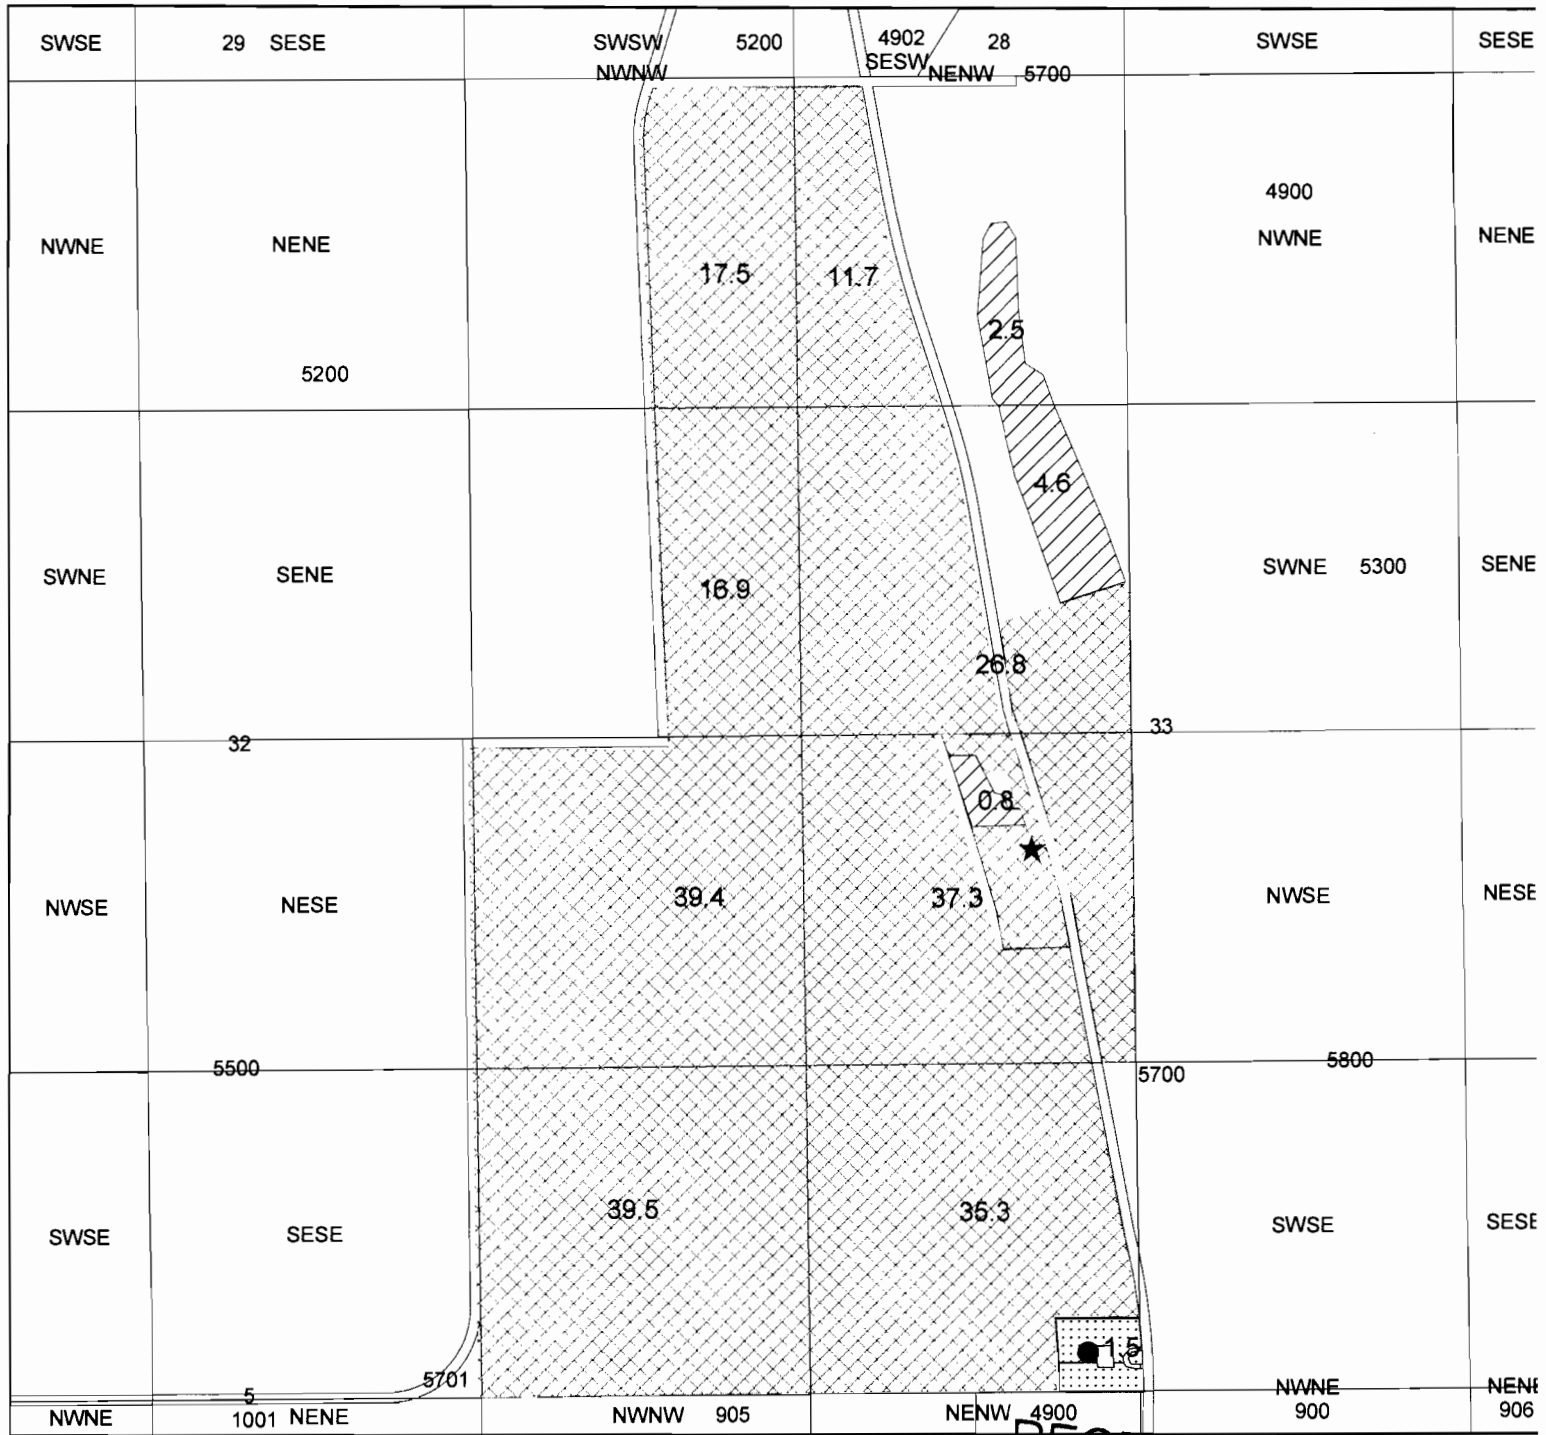 SWSE 29 SESE SWSW 5200 4902 28 SWSE SESE
SESW
NWNW NENW 5700
4900
NWNE NENE NWNE NENE
17.5 11.7
2.5
5200
4.6
SWNE SENE 16.9 SWNE 5300 SENE
26.8
32 33
0.8
NWSE NESE 39.4 37.3 NWSE NESE
5500 5700 5800
39.5 35.3
SWSE SESE SWSE SESE
1.5
5701
5 NWNE NENE
NWNE 1001 NENE NWNW 905 NENW 4900 900 906